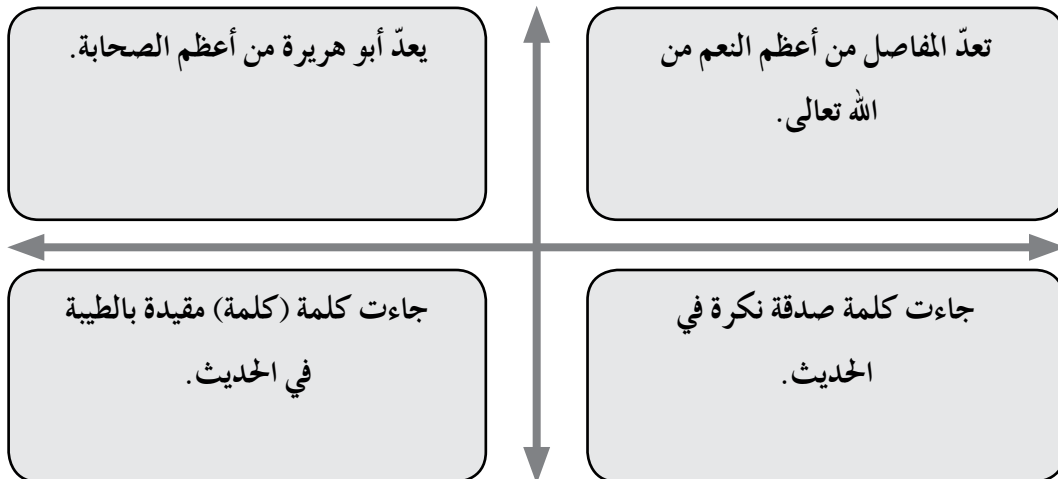 تعدّ المفاصل من أعظم النعم من
الله تعالى.
يعدّ أبو هريرة من أعظم الصحابة.
جاءت كلمة صدقة نكرة في
الحديث.
جاءت كلمة (كلمة) مقيدة بالطيبة
في الحديث.